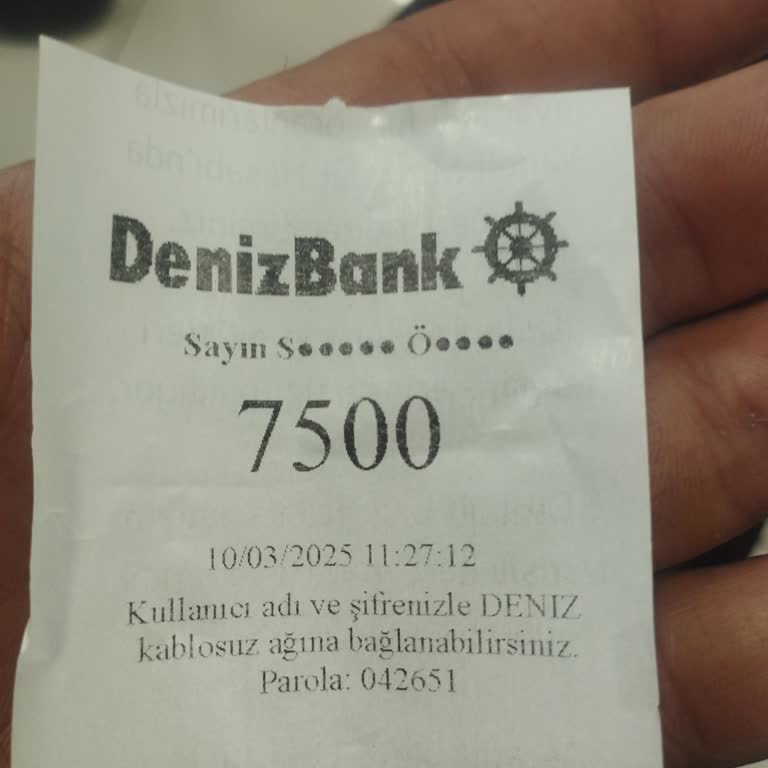 DenizBank
Sayın S●●●●● Ö●●●●
7500
10/03/2025 11:27:12
Kullanıcı adı ve şifrenizle DENIZ
kablosuz ağına bağlanabilirsiniz.
Parola: 042651